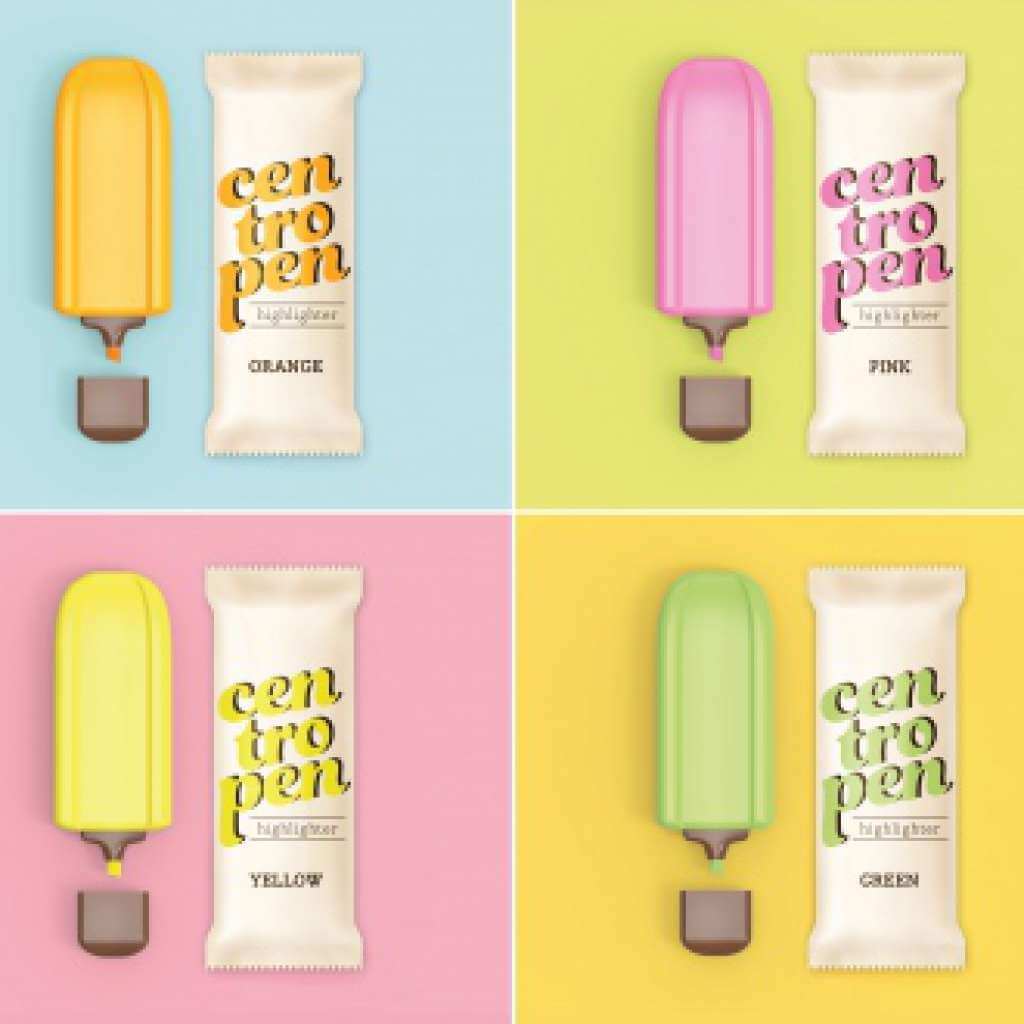 cen
tro
pen
highlighter
ORANGE
cen
tro
pen
highlighter
PINK
cen
tro
pen
highlighter
YELLOW
cen
tro
pen
highlighter
GREEN